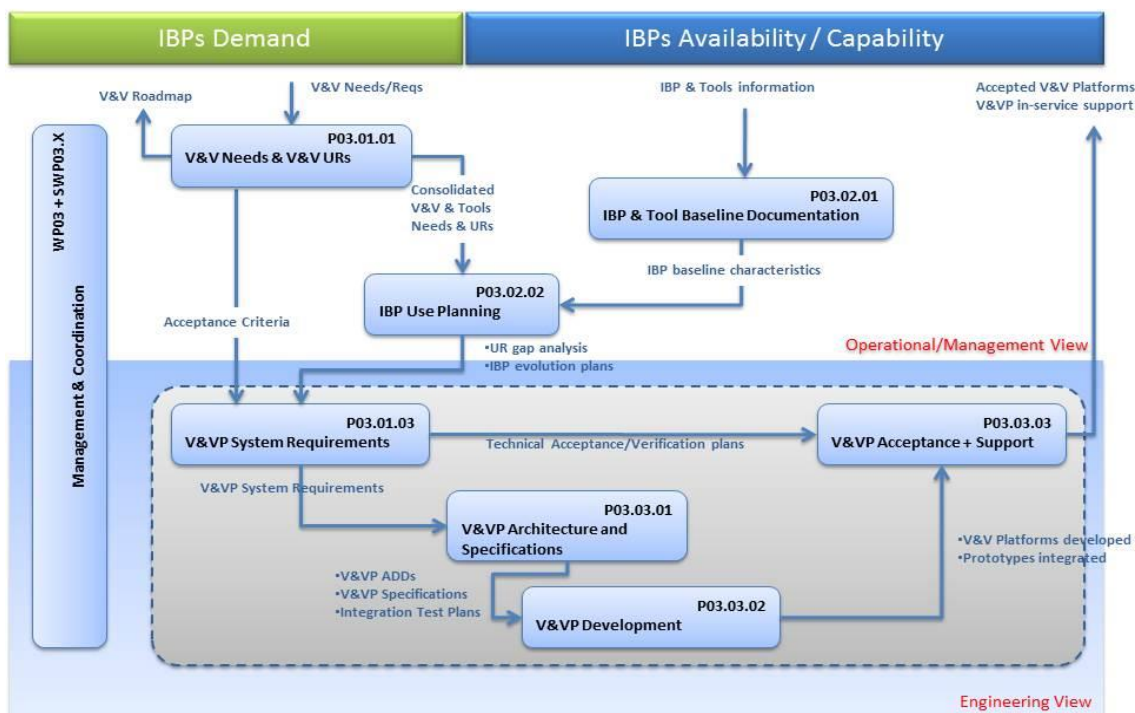 IBPs Demand
IBPs Availability / Capability
V&V Roadmap
V&V Needs/Reqs
IBP & Tools information
Accepted V&V Platforms
V&VP in-service support
WP03 + SWP03.X
Management & Coordination
P03.01.01
V&V Needs & V&V URs
Consolidated
V&V & Tools
Needs & URs
P03.02.01
IBP & Tool Baseline Documentation
IBP baseline characteristics
P03.02.02
IBP Use Planning
Acceptance Criteria
•UR gap analysis
•IBP evolution plans
Operational/Management View
P03.01.03
V&VP System Requirements
Technical Acceptance/Verification plans
P03.03.03
V&VP Acceptance + Support
V&VP System Requirements
P03.03.01
V&VP Architecture and
Specifications
•V&V Platforms developed
•Prototypes integrated
•V&VP ADDs
•V&VP Specifications
•Integration Test Plans
P03.03.02
V&VP Development
Engineering View